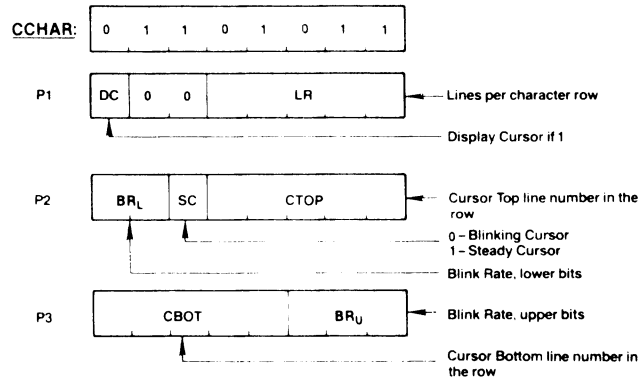 CCHAR: 0 1 1 0 1 0 1 1
P1 DC 0 0 LR Lines per character row
Display Cursor if 1
P2 BRL SC CTOP Cursor Top line number in the
row
0 – Blinking Cursor
1 – Steady Cursor
Blink Rate, lower bits
P3 CBOT BRU Blink Rate, upper bits
Cursor Bottom line number in
the row